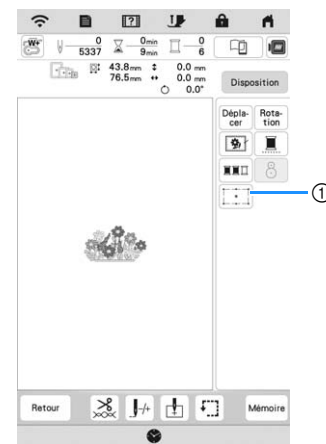 W+
0
5337
0min
9min
0
6
43.8mm
76.5mm
0.0 mm
0.0 mm
0.0°
Disposition
Dépla-
cer
Rota-
tion
①
Retour
Mémoire